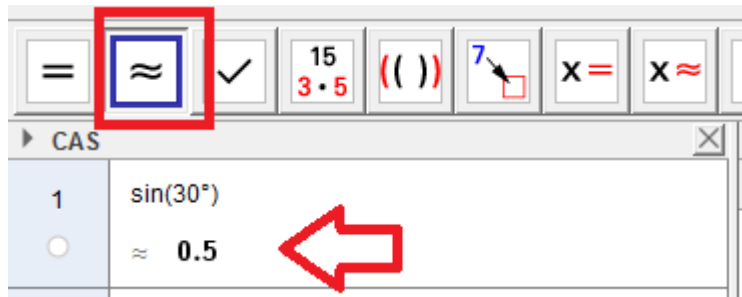 = ≈ ✓ 15 (( )) 7 x= x≈
3·5
CAS
1 sin(30°)
≈ 0.5